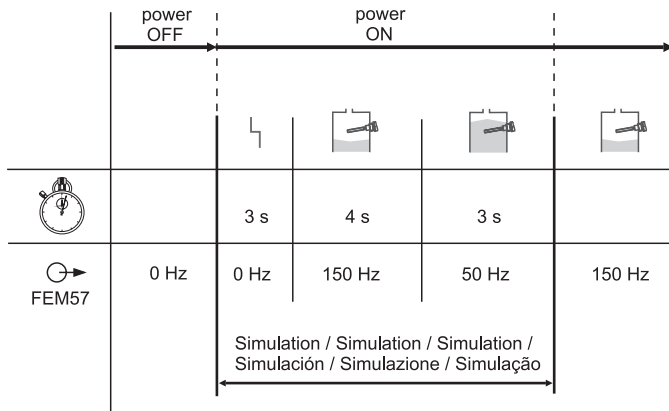 power
OFF
power
ON
3 s
4 s
3 s
FEM57
0 Hz
0 Hz
150 Hz
50 Hz
150 Hz
Simulation / Simulation / Simulation /
Simulación / Simulazione / Simulação